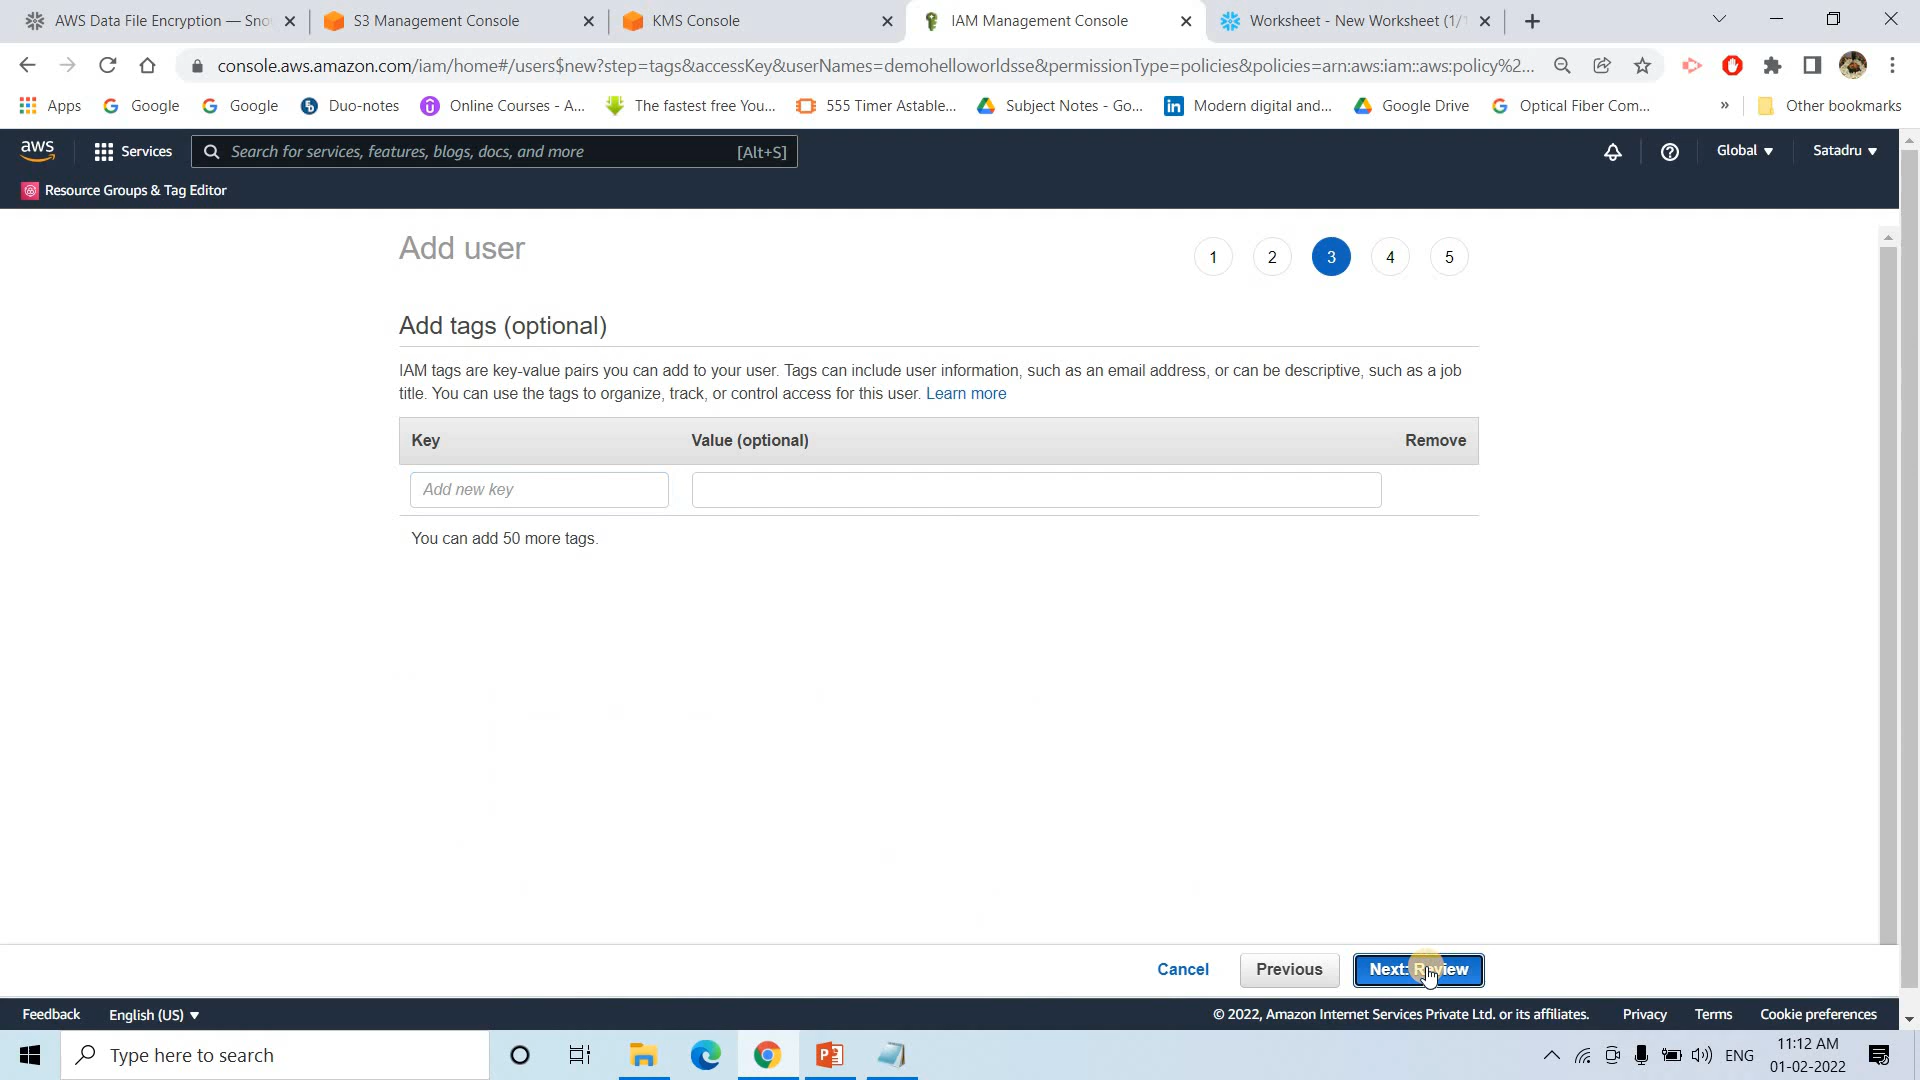 AWS Data File Encryption — Sno
S3 Management Console
KMS Console
IAM Management Console
Worksheet - New Worksheet (1/1
console.aws.amazon.com/iam/home#/users$new?step=tags&accessKey&userNames=demohelloworldsse&permissionType=policies&policies=arn:aws:iam::aws:policy%2...
Apps
Google
Google
Duo-notes
Online Courses - A...
The fastest free You...
555 Timer Astable...
Subject Notes - Go...
Modern digital and...
Google Drive
Optical Fiber Com...
»
Other bookmarks
aws
Services
Search for services, features, blogs, docs, and more
[Alt+S]
Global
Satadru
Resource Groups & Tag Editor
Add user
1
2
3
4
5
Add tags (optional)
IAM tags are key-value pairs you can add to your user. Tags can include user information, such as an email address, or can be descriptive, such as a job
title. You can use the tags to organize, track, or control access for this user. Learn more
Key
Value (optional)
Remove
Add new key
You can add 50 more tags.
Cancel
Previous
Next: Review
Feedback
English (US)
© 2022, Amazon Internet Services Private Ltd. or its affiliates.
Privacy
Terms
Cookie preferences
Type here to search
ENG
11:12 AM
01-02-2022